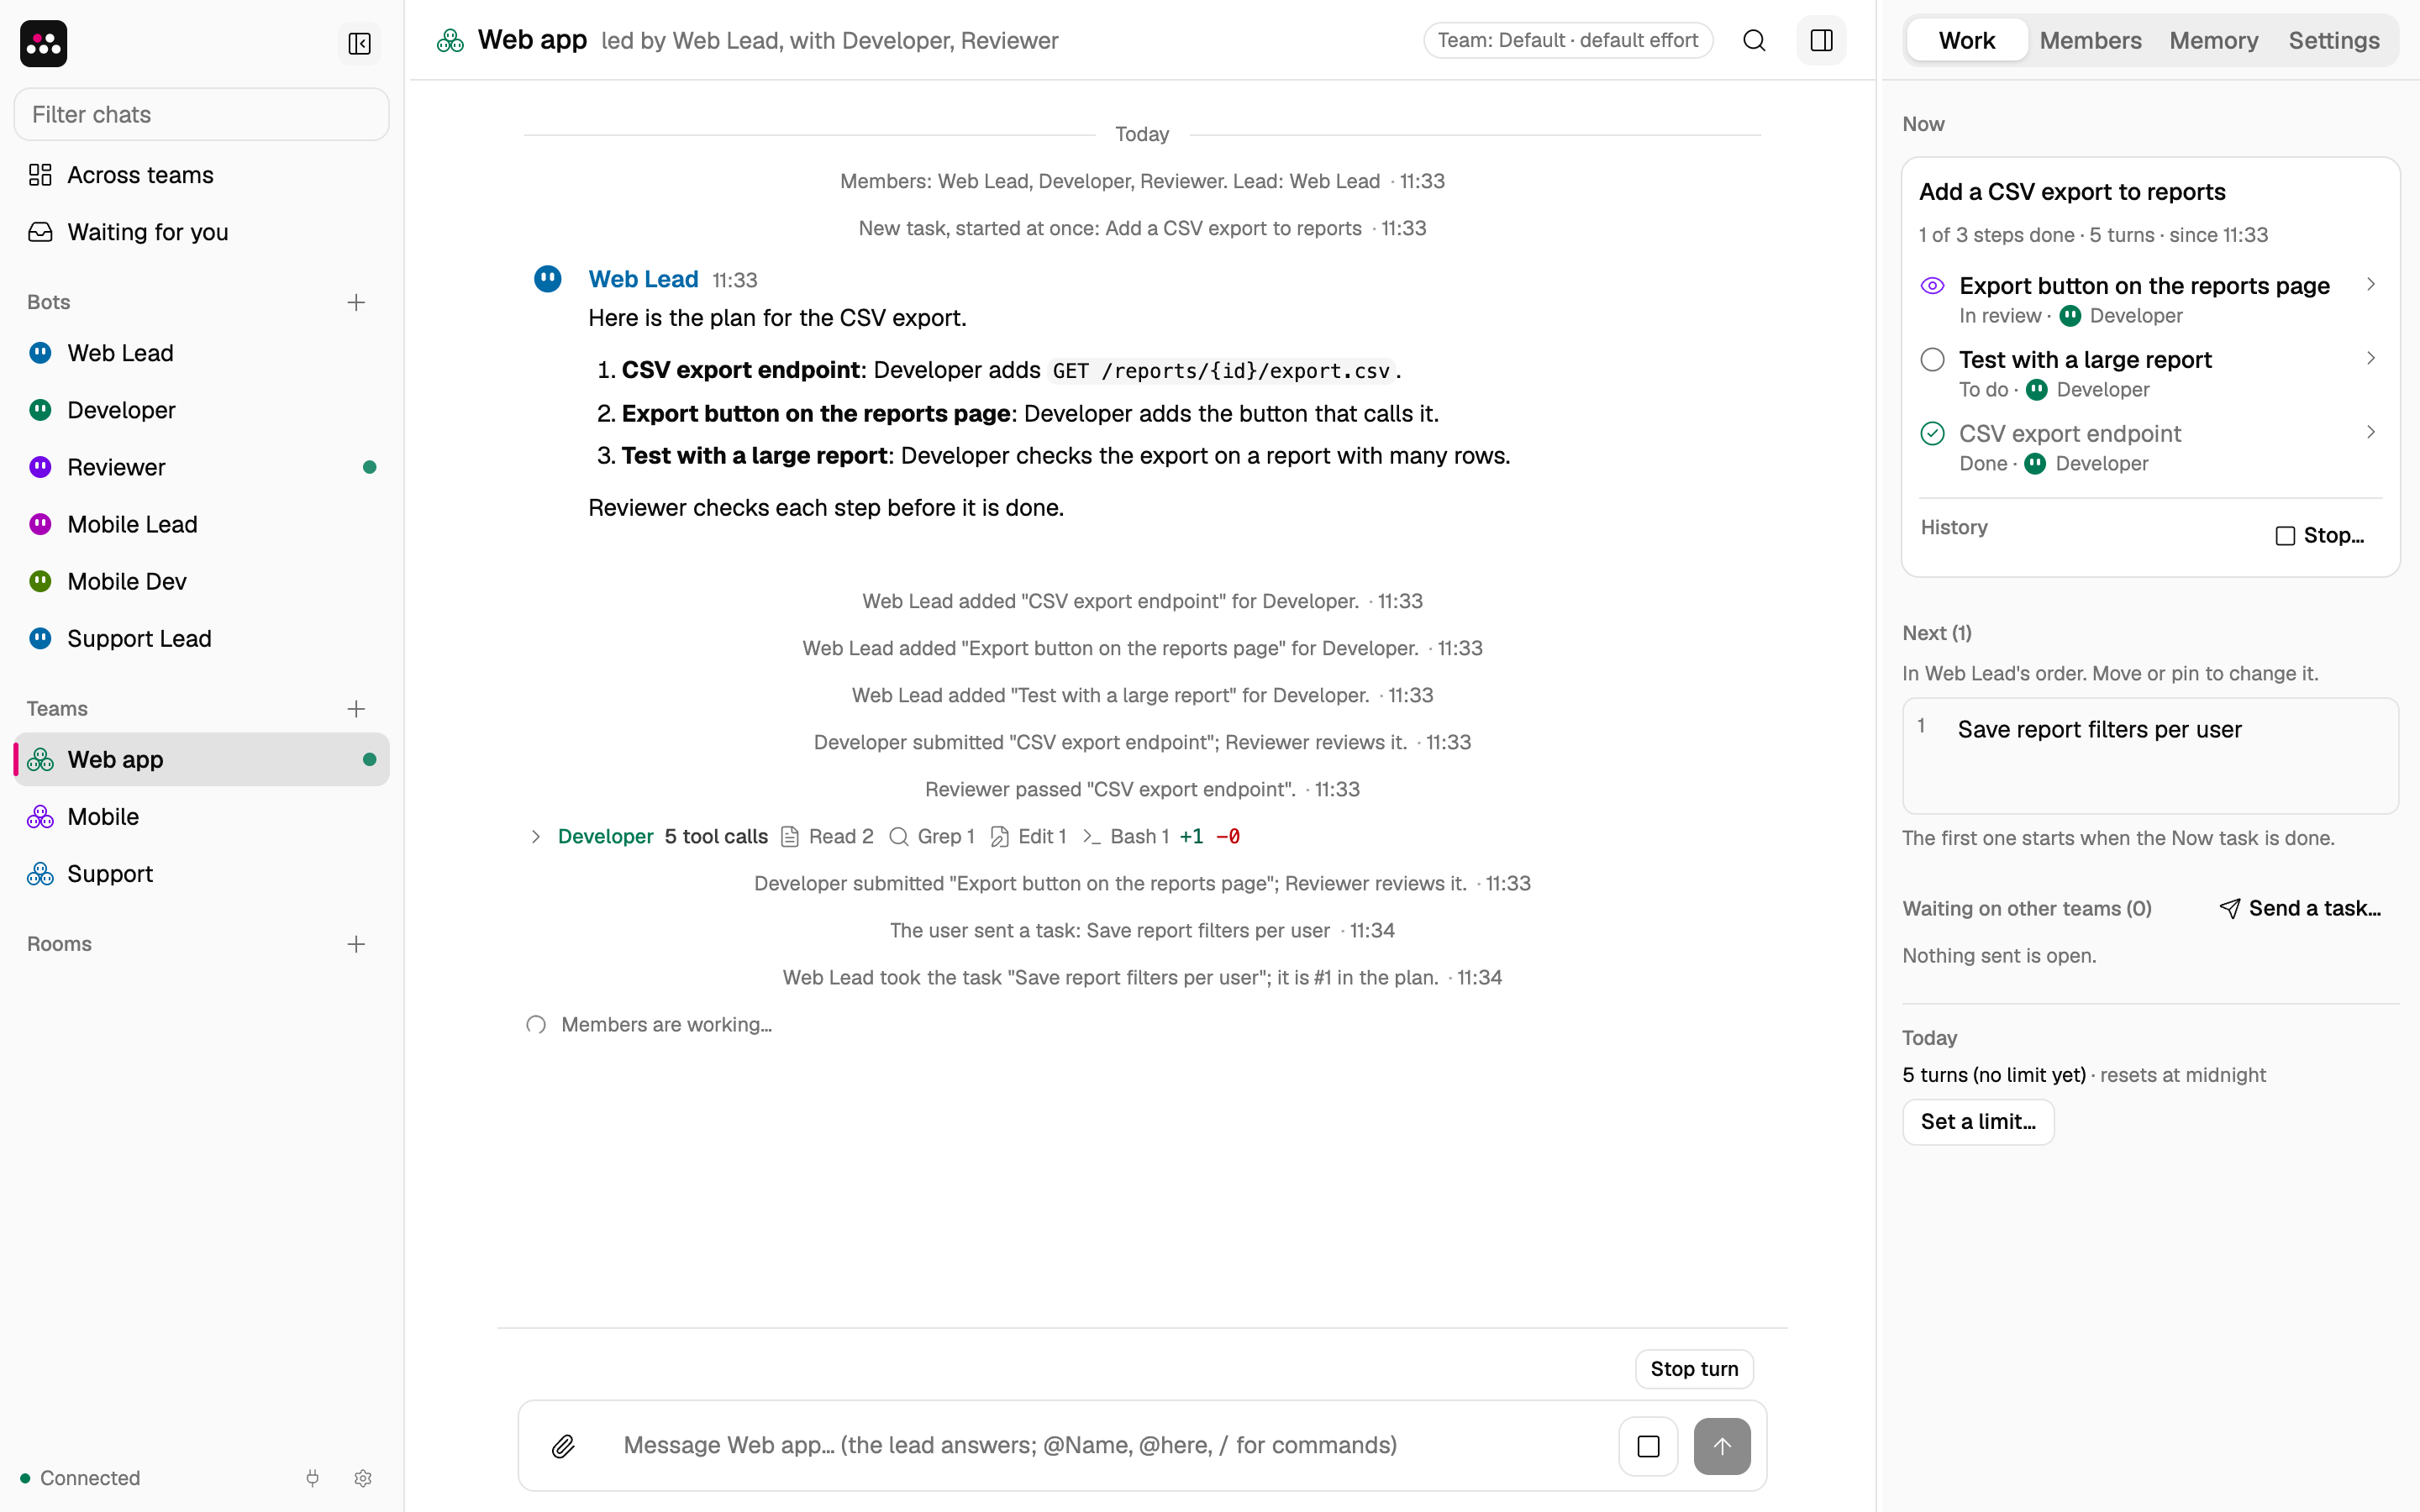 Filter chats
Across teams
Waiting for you
Bots
Web Lead
Developer
Reviewer
Mobile Lead
Mobile Dev
Support Lead
Teams
Web app
Mobile
Support
Rooms
Connected
Web app led by Web Lead, with Developer, Reviewer
Team: Default · default effort
Today
Members: Web Lead, Developer, Reviewer. Lead: Web Lead · 11:33
New task, started at once: Add a CSV export to reports · 11:33
Web Lead 11:33
Here is the plan for the CSV export.
1. CSV export endpoint: Developer adds GET /reports/{id}/export.csv.
2. Export button on the reports page: Developer adds the button that calls it.
3. Test with a large report: Developer checks the export on a report with many rows.
Reviewer checks each step before it is done.
Web Lead added "CSV export endpoint" for Developer. · 11:33
Web Lead added "Export button on the reports page" for Developer. · 11:33
Web Lead added "Test with a large report" for Developer. · 11:33
Developer submitted "CSV export endpoint"; Reviewer reviews it. · 11:33
Reviewer passed "CSV export endpoint". · 11:33
Developer 5 tool calls Read 2 Grep 1 Edit 1 Bash 1 +1 −0
Developer submitted "Export button on the reports page"; Reviewer reviews it. · 11:33
The user sent a task: Save report filters per user · 11:34
Web Lead took the task "Save report filters per user"; it is #1 in the plan. · 11:34
Members are working…
Stop turn
Message Web app… (the lead answers; @Name, @here, / for commands)
Work Members Memory Settings
Now
Add a CSV export to reports
1 of 3 steps done · 5 turns · since 11:33
Export button on the reports page
In review · Developer
Test with a large report
To do · Developer
CSV export endpoint
Done · Developer
History
Stop…
Next (1)
In Web Lead's order. Move or pin to change it.
1 Save report filters per user
The first one starts when the Now task is done.
Waiting on other teams (0)
Send a task…
Nothing sent is open.
Today
5 turns (no limit yet) · resets at midnight
Set a limit…